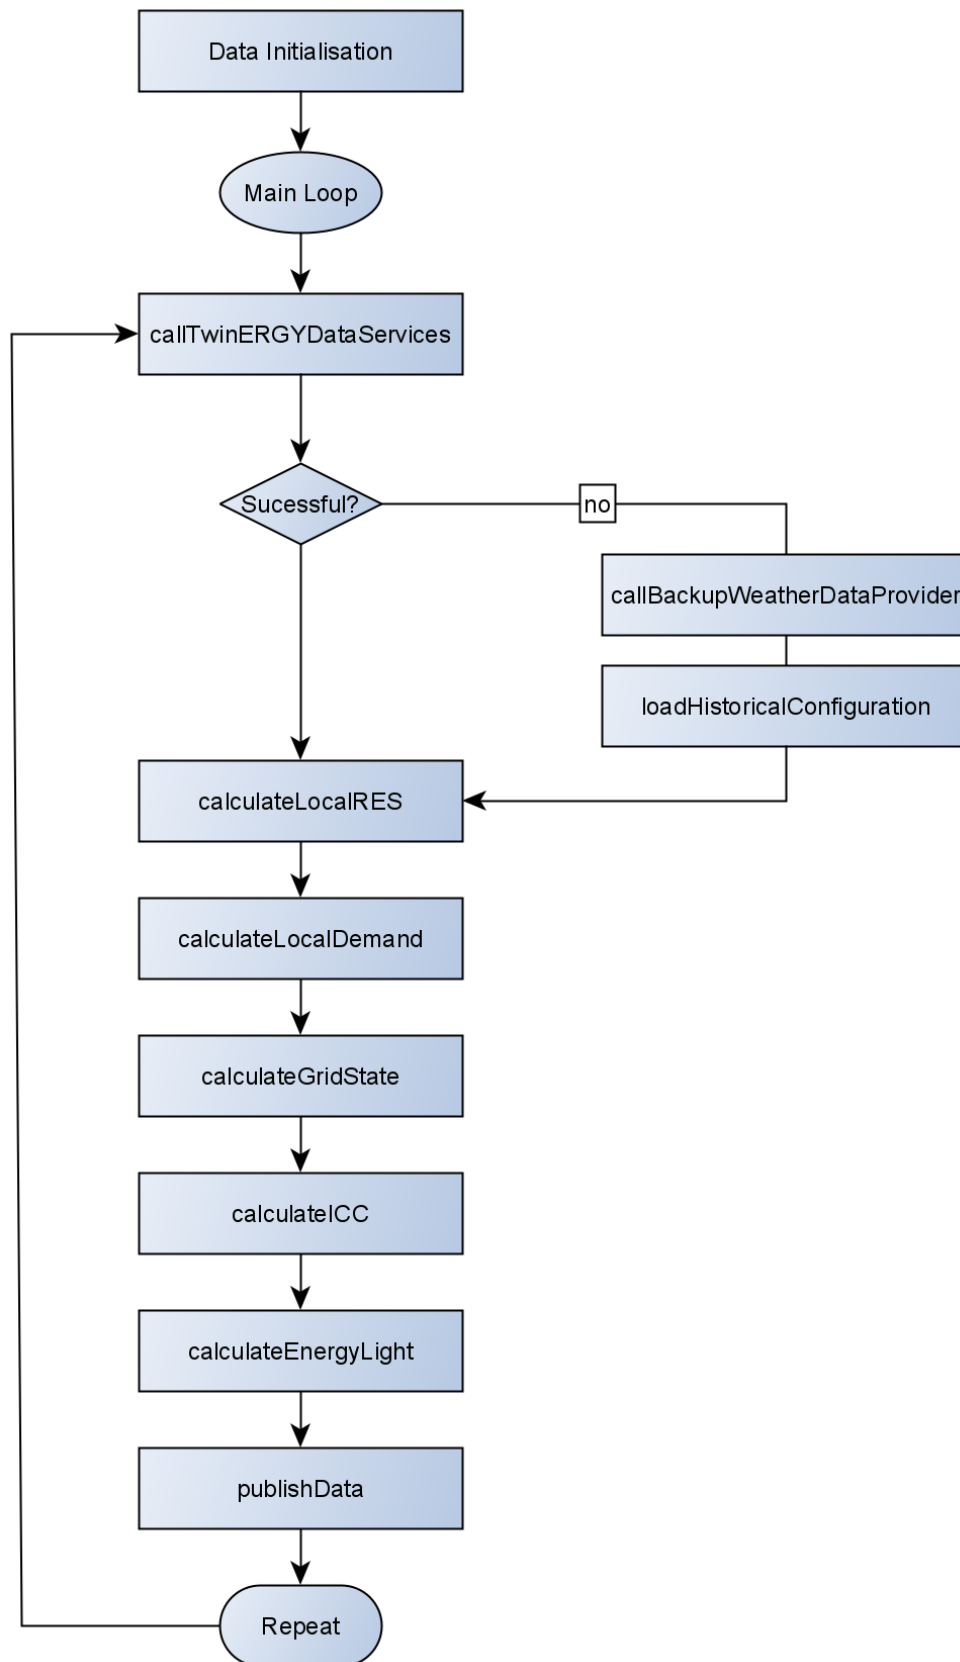 Data Initialisation
Main Loop
callTwinERGYDataServices
Sucessful?
no
callBackupWeatherDataProvider
loadHistoricalConfiguration
calculateLocalRES
calculateLocalDemand
calculateGridState
calculateICC
calculateEnergyLight
publishData
Repeat